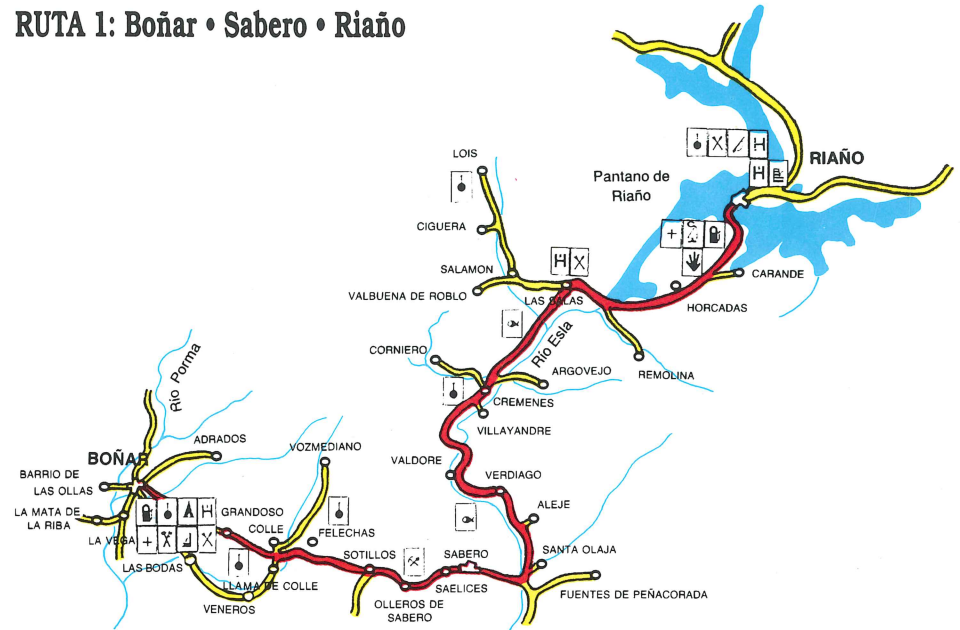 RUTA 1: Boñar • Sabero • Riaño
LOIS
RIAÑO
Pantano de
Riaño
CIGUERA
SALAMON
CARANDE
VALBUENA DE ROBLO
LAS SALAS
HORCADAS
Río Esla
CORNIERO
ARGOVEJO
REMOLINA
CREMENES
Río Porma
VILLAYANDRE
ADRADOS
VOZMEDIANO
BOÑAR
VALDORE
BARRIO DE
LAS OLLAS
VERDIAGO
LA MATA DE
LA RIBA
GRANDOSO
ALEJE
COLLE
FELECHAS
LA VEGA
SOTILLOS
SABERO
SANTA OLAJA
LAS BODAS
LLAMA DE COLLE
SAELICES
VENEROS
OLLEROS DE
SABERO
FUENTES DE PEÑACORADA